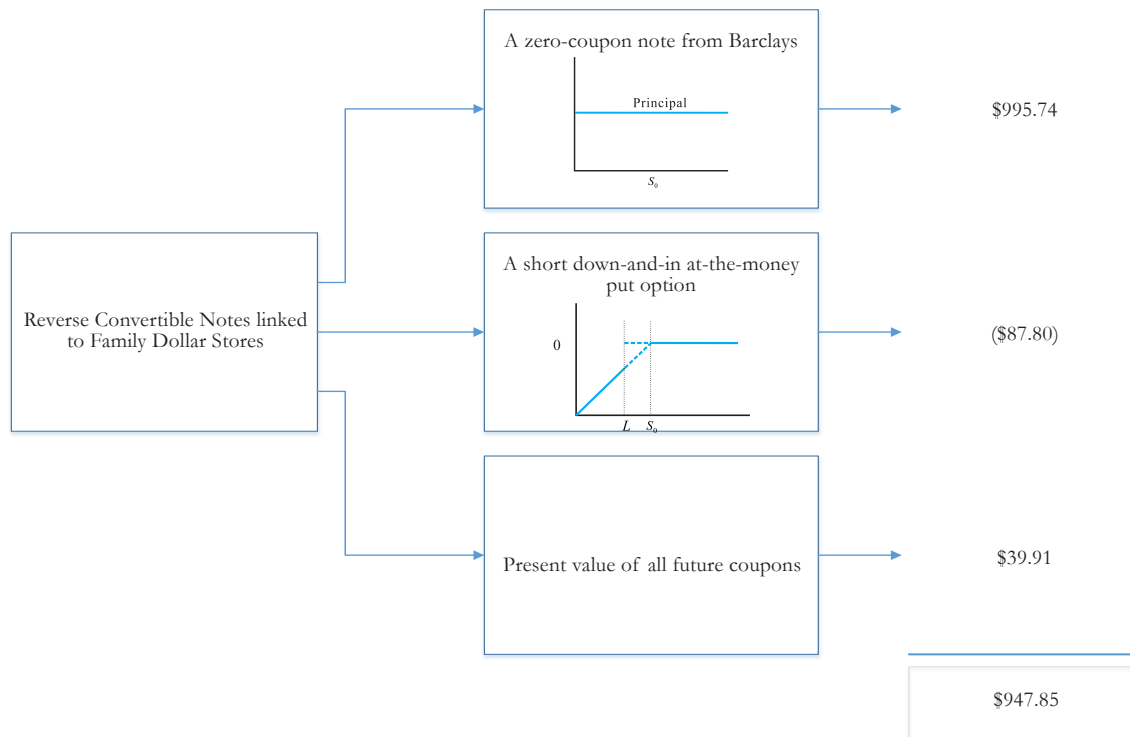 A zero-coupon note from Barclays
Principal
S₀
$995.74
Reverse Convertible Notes linked
to Family Dollar Stores
A short down-and-in at-the-money
put option
0
L S₀
($87.80)
Present value of all future coupons
$39.91
$947.85